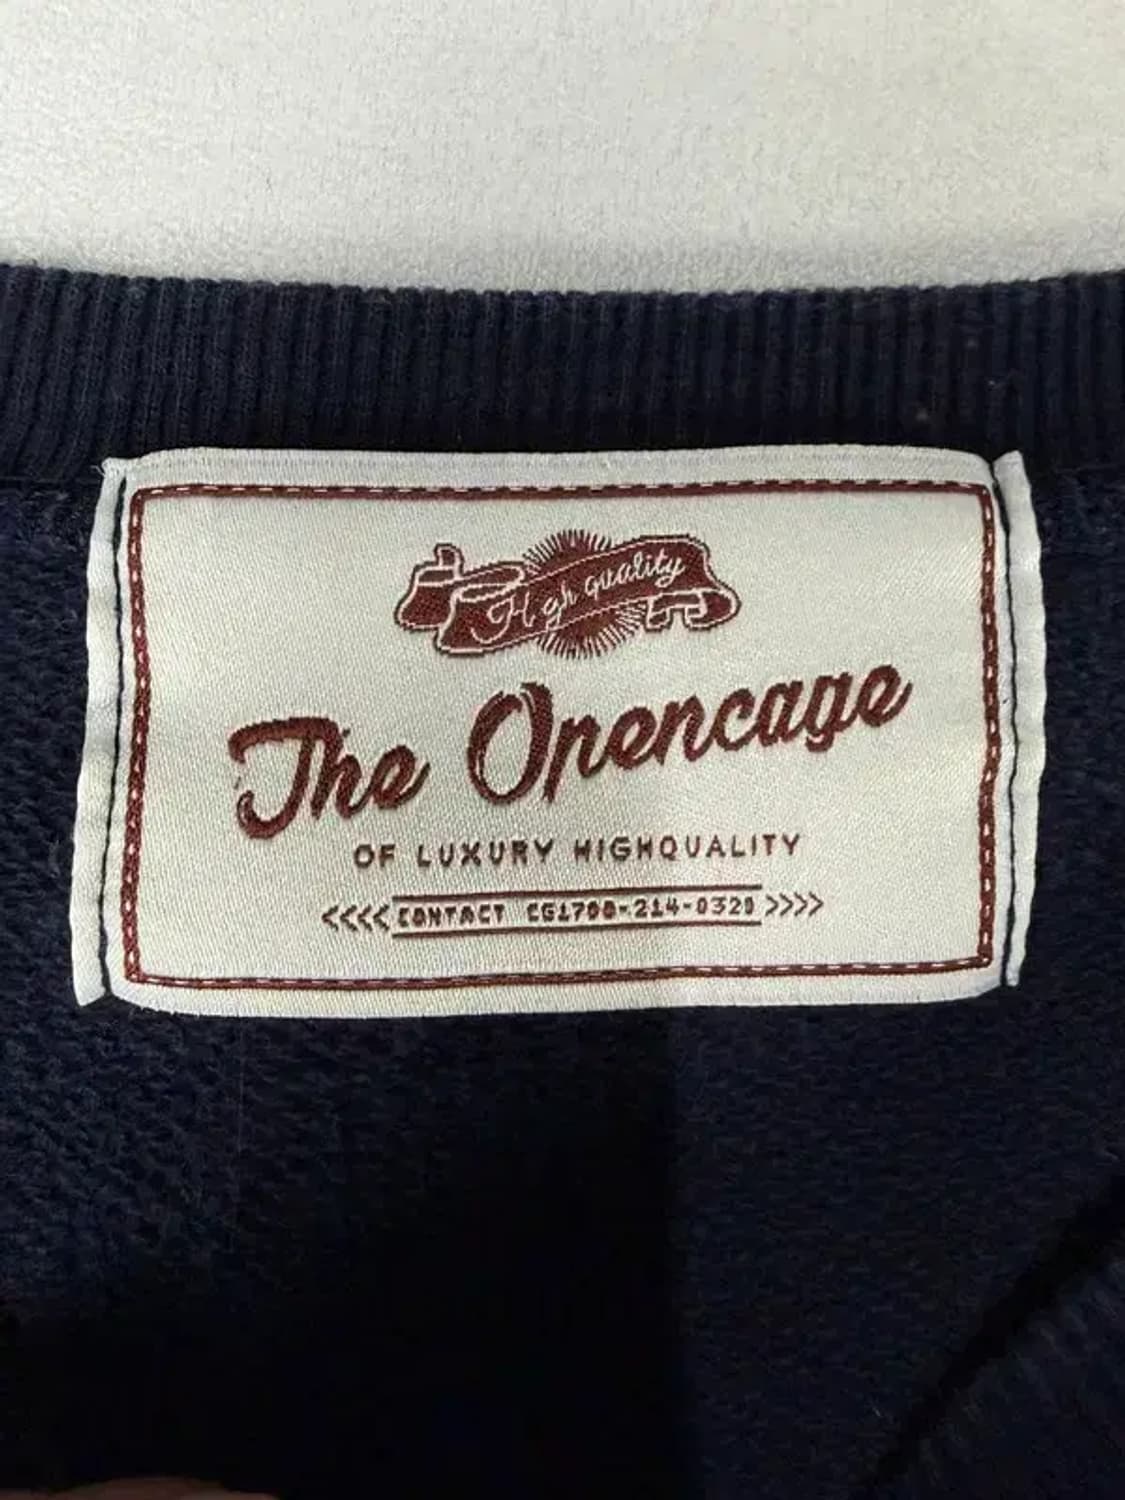 High quality
The Opencage
OF LUXURY HIGHQUALITY
<<<< CONTACT CG1700-214-0320 >>>>